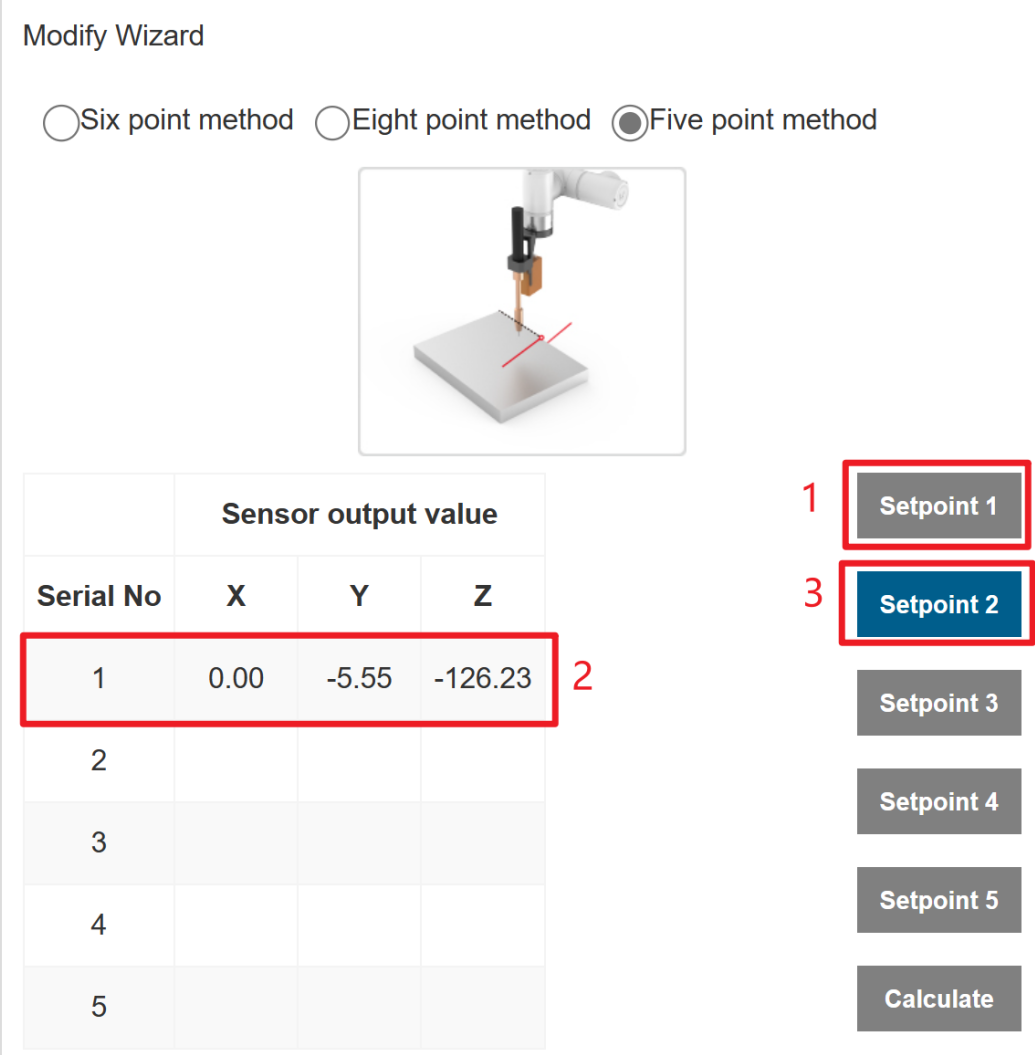 Modify Wizard
Six point method Eight point method Five point method
Sensor output value
1 Setpoint 1
Serial No X Y Z
3 Setpoint 2
1 0.00 -5.55 -126.23 2
Setpoint 3
2
Setpoint 4
3
Setpoint 5
4
Calculate
5